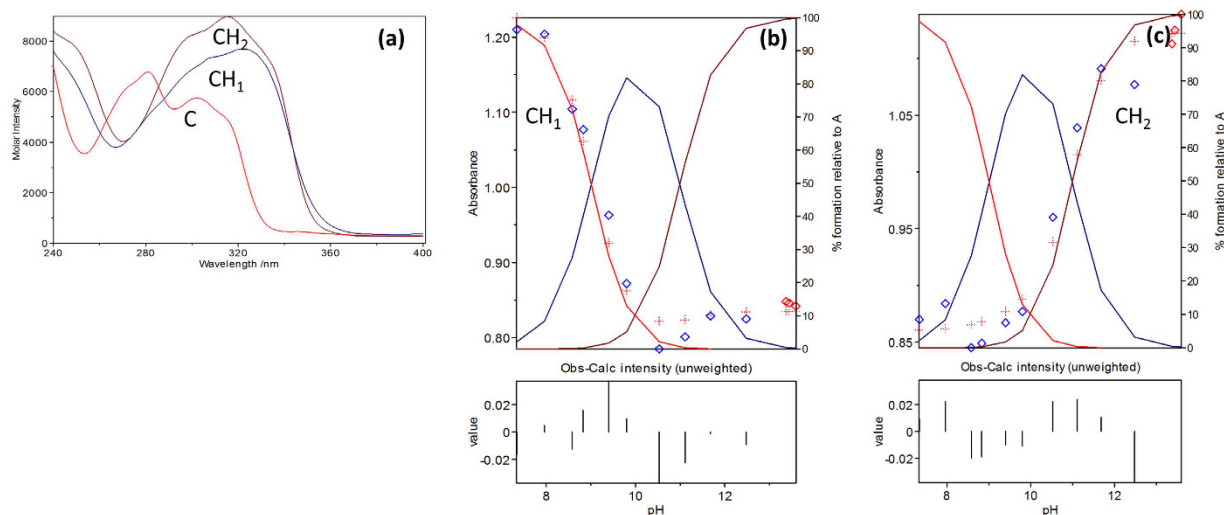 (a)
CH2
CH1
C
8000
6000
4000
2000
0
Molar Intensity
240
280
320
360
400
Wavelength /nm
(b)
CH1
1.20
1.10
1.00
0.90
0.80
Absorbance
100
90
80
70
60
50
40
30
20
10
0
% formation relative to A
Obs-Calc intensity (unweighted)
0.02
0
-0.02
value
8
10
12
pH
(c)
CH2
1.05
0.95
0.85
Absorbance
100
90
80
70
60
50
40
30
20
10
0
% formation relative to A
Obs-Calc intensity (unweighted)
0.02
0
-0.02
value
8
10
12
pH